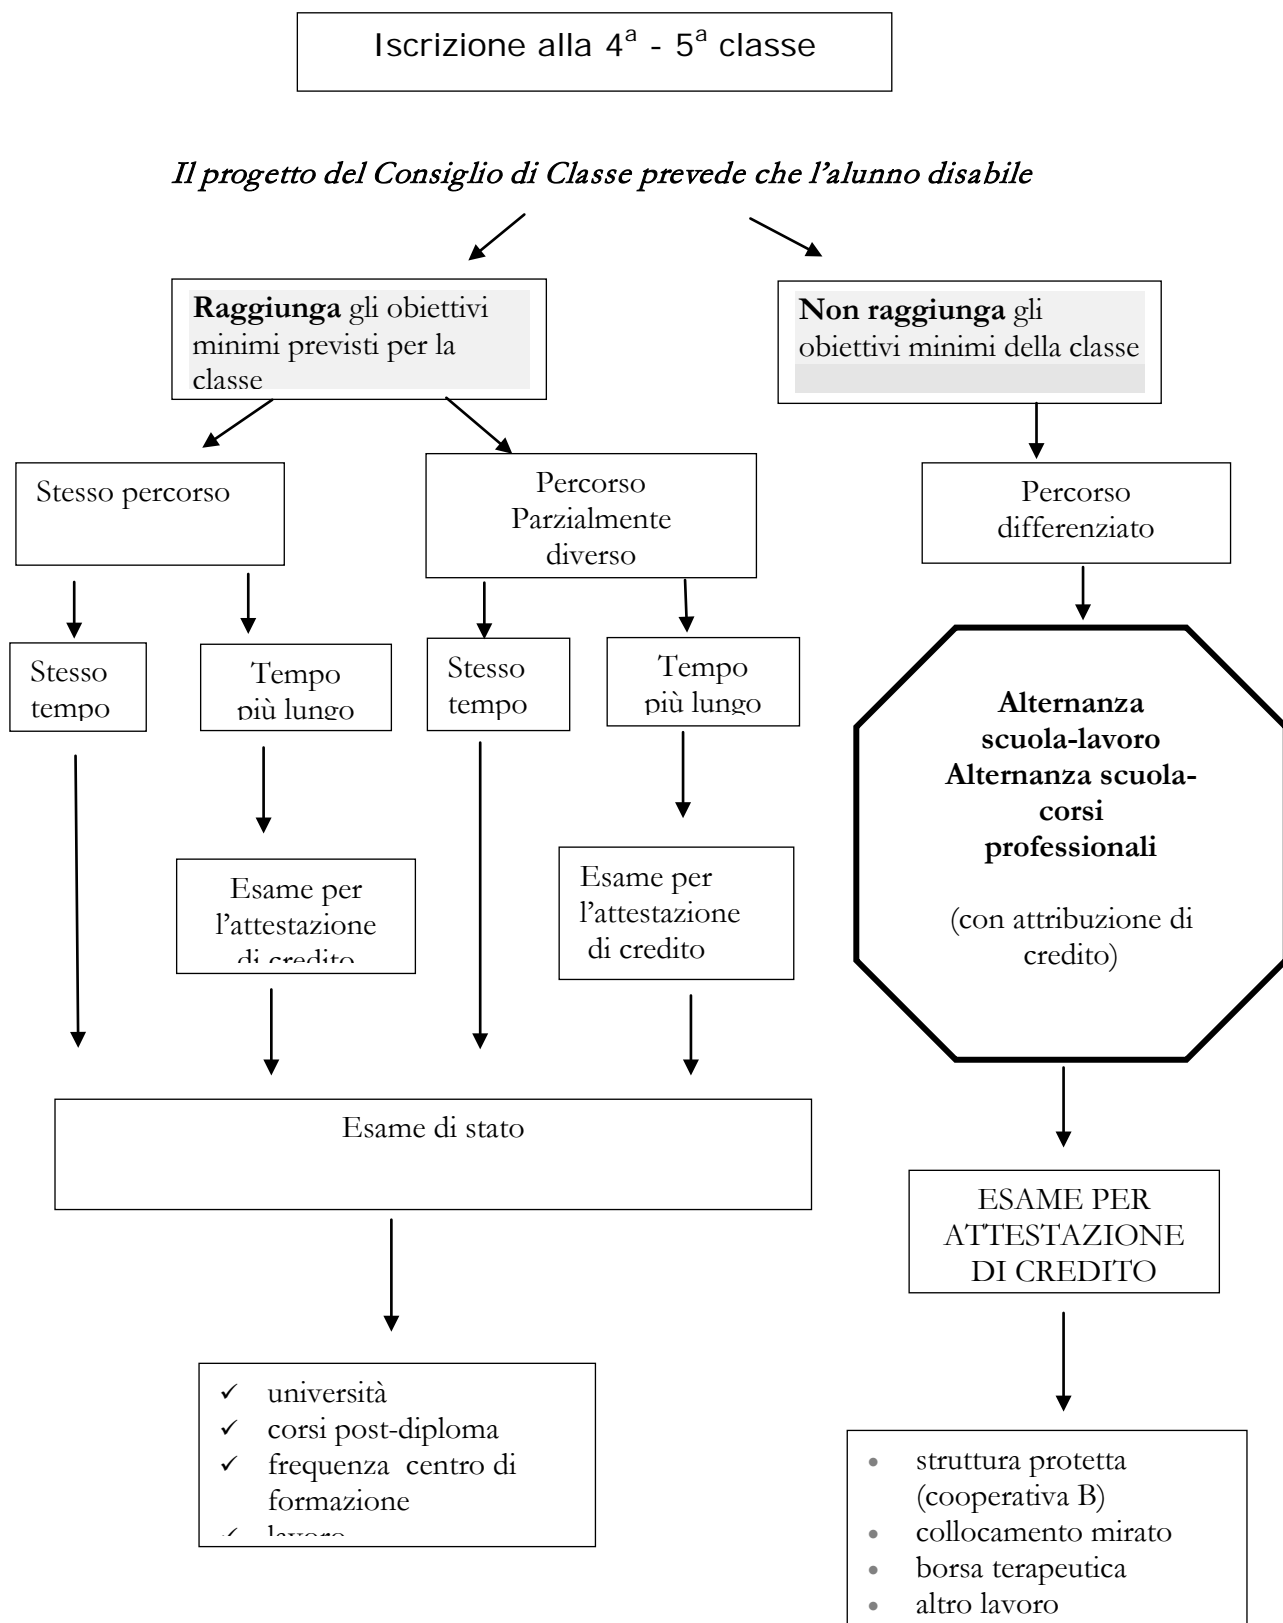 Iscrizione alla 4ª - 5ª classe
Il progetto del Consiglio di Classe prevede che l'alunno disabile
Raggiunga gli obiettivi
minimi previsti per la
classe
Non raggiunga gli
obiettivi minimi della classe
Stesso percorso
Percorso
Parzialmente
diverso
Percorso
differenziato
Stesso
tempo
Tempo
più lungo
Stesso
tempo
Tempo
più lungo
Alternanza
scuola-lavoro
Alternanza scuola-
corsi
professionali
(con attribuzione di
credito)
Esame per
l'attestazione
di credito
Esame per
l'attestazione
di credito
Esame di stato
ESAME PER
ATTESTAZIONE
DI CREDITO
✓ università
✓ corsi post-diploma
✓ frequenza centro di
formazione
✓ lavoro
• struttura protetta
(cooperativa B)
• collocamento mirato
• borsa terapeutica
• altro lavoro